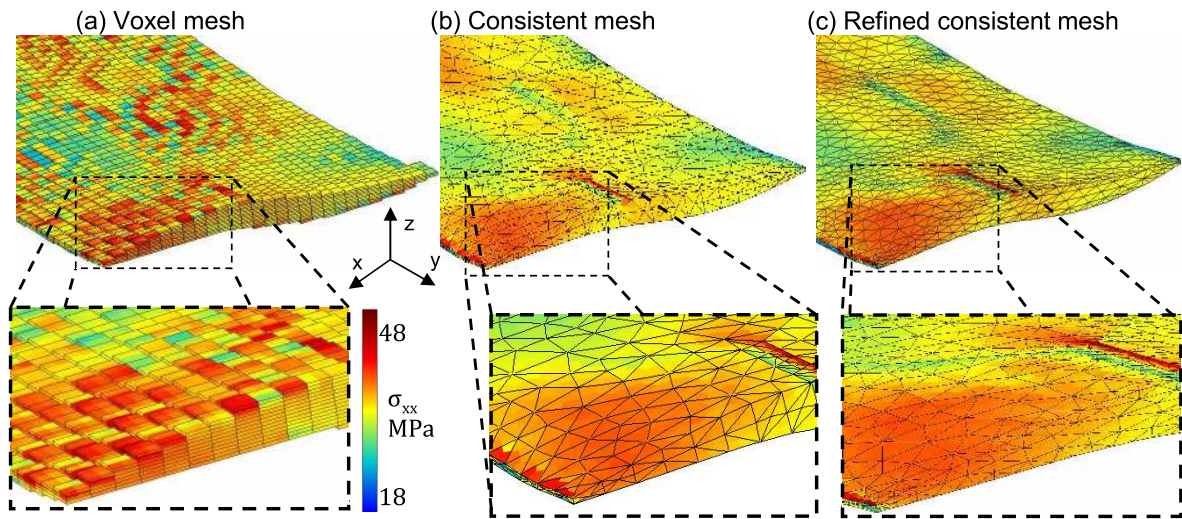 (a) Voxel mesh
(b) Consistent mesh
(c) Refined consistent mesh
z
x
y
48
σxx
MPa
18